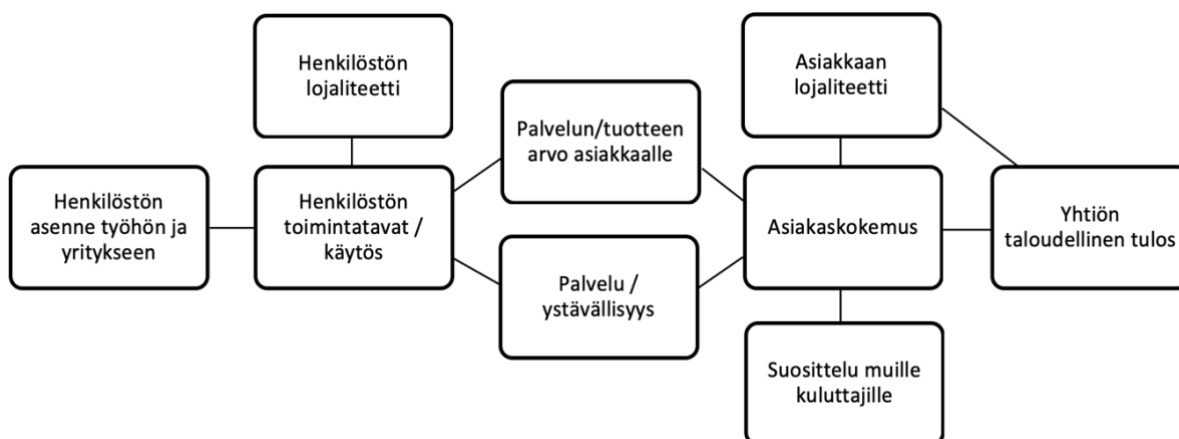 Henkilöstön
lojaliteetti
Asiakkaan
lojaliteetti
Palvelun/tuotteen
arvo asiakkaalle
Henkilöstön
asenne työhön ja
yritykseen
Henkilöstön
toimintatavat /
käytös
Asiakaskokemus
Yhtiön
taloudellinen tulos
Palvelu /
ystävällisyys
Suosittelu muille
kuluttajille